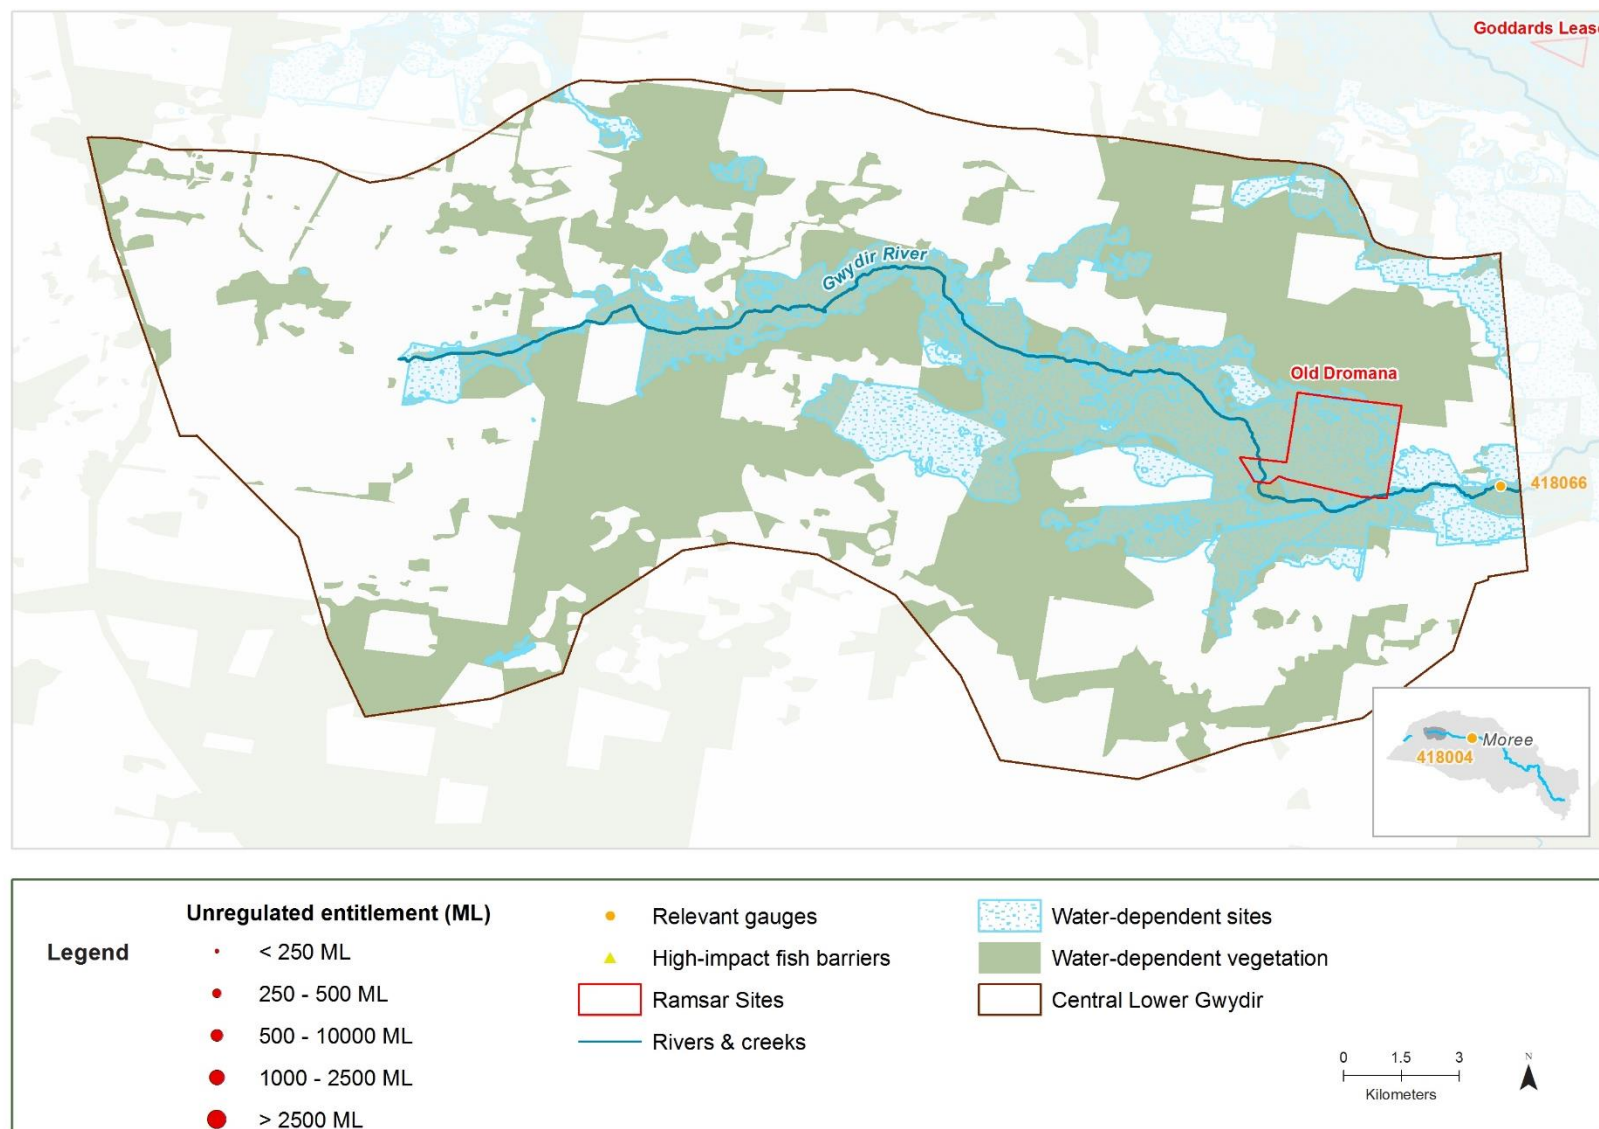 Goddards Lease
Gwydir River
Old Dromana
418066
Moree
418004
Legend
Unregulated entitlement (ML)
< 250 ML
250 - 500 ML
500 - 10000 ML
1000 - 2500 ML
> 2500 ML
Relevant gauges
High-impact fish barriers
Ramsar Sites
Rivers & creeks
Water-dependent sites
Water-dependent vegetation
Central Lower Gwydir
0 1.5 3
Kilometers
N